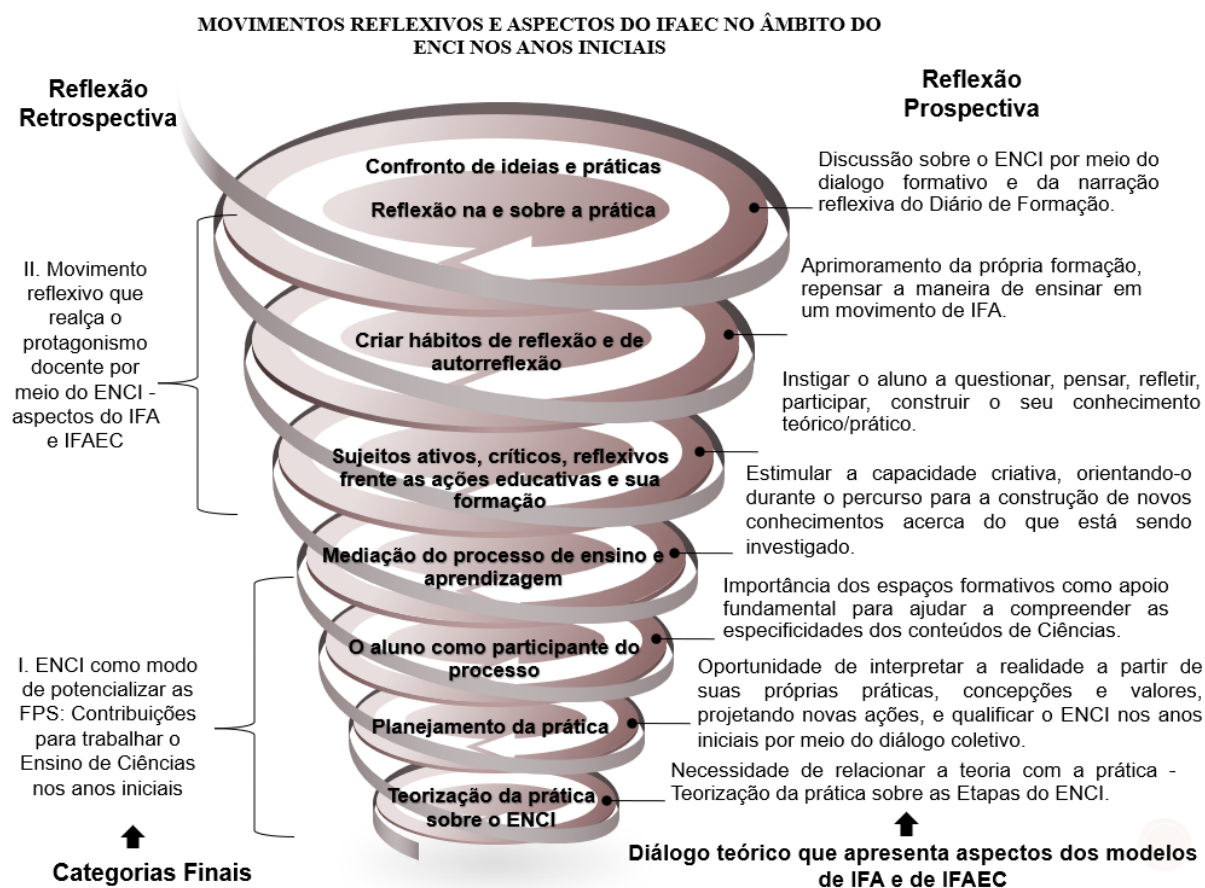 MOVIMENTOS REFLEXIVOS E ASPECTOS DO IFAEC NO ÂMBITO DO
ENCI NOS ANOS INICIAIS
Reflexão
Retrospectiva
Reflexão
Prospectiva
Confronto de ideias e práticas
Reflexão na e sobre a prática
Criar hábitos de reflexão e de
autorreflexão
Sujeitos ativos, críticos, reflexivos
frente as ações educativas e sua
formação
Mediação do processo de ensino e
aprendizagem
O aluno como participante do
processo
Planejamento da prática
Teorização da prática
sobre o ENCI
II. Movimento
reflexivo que
realça o
protagonismo
docente por
meio do ENCI -
aspectos do IFA
e IFAEC
I. ENCI como modo
de potencializar as
FPS: Contribuições
para trabalhar o
Ensino de Ciências
nos anos iniciais
Categorias Finais
Discussão sobre o ENCI por meio do
dialogo formativo e da narração
reflexiva do Diário de Formação.
Aprimoramento da própria formação,
repensar a maneira de ensinar em
um movimento de IFA.
Instigar o aluno a questionar, pensar, refletir,
participar, construir o seu conhecimento
teórico/prático.
Estimular a capacidade criativa, orientando-o
durante o percurso para a construção de novos
conhecimentos acerca do que está sendo
investigado.
Importância dos espaços formativos como apoio
fundamental para ajudar a compreender as
especificidades dos conteúdos de Ciências.
Oportunidade de interpretar a realidade a partir de
suas próprias práticas, concepções e valores,
projetando novas ações, e qualificar o ENCI nos anos
iniciais por meio do diálogo coletivo.
Necessidade de relacionar a teoria com a prática -
Teorização da prática sobre as Etapas do ENCI.
Diálogo teórico que apresenta aspectos dos modelos
de IFA e de IFAEC